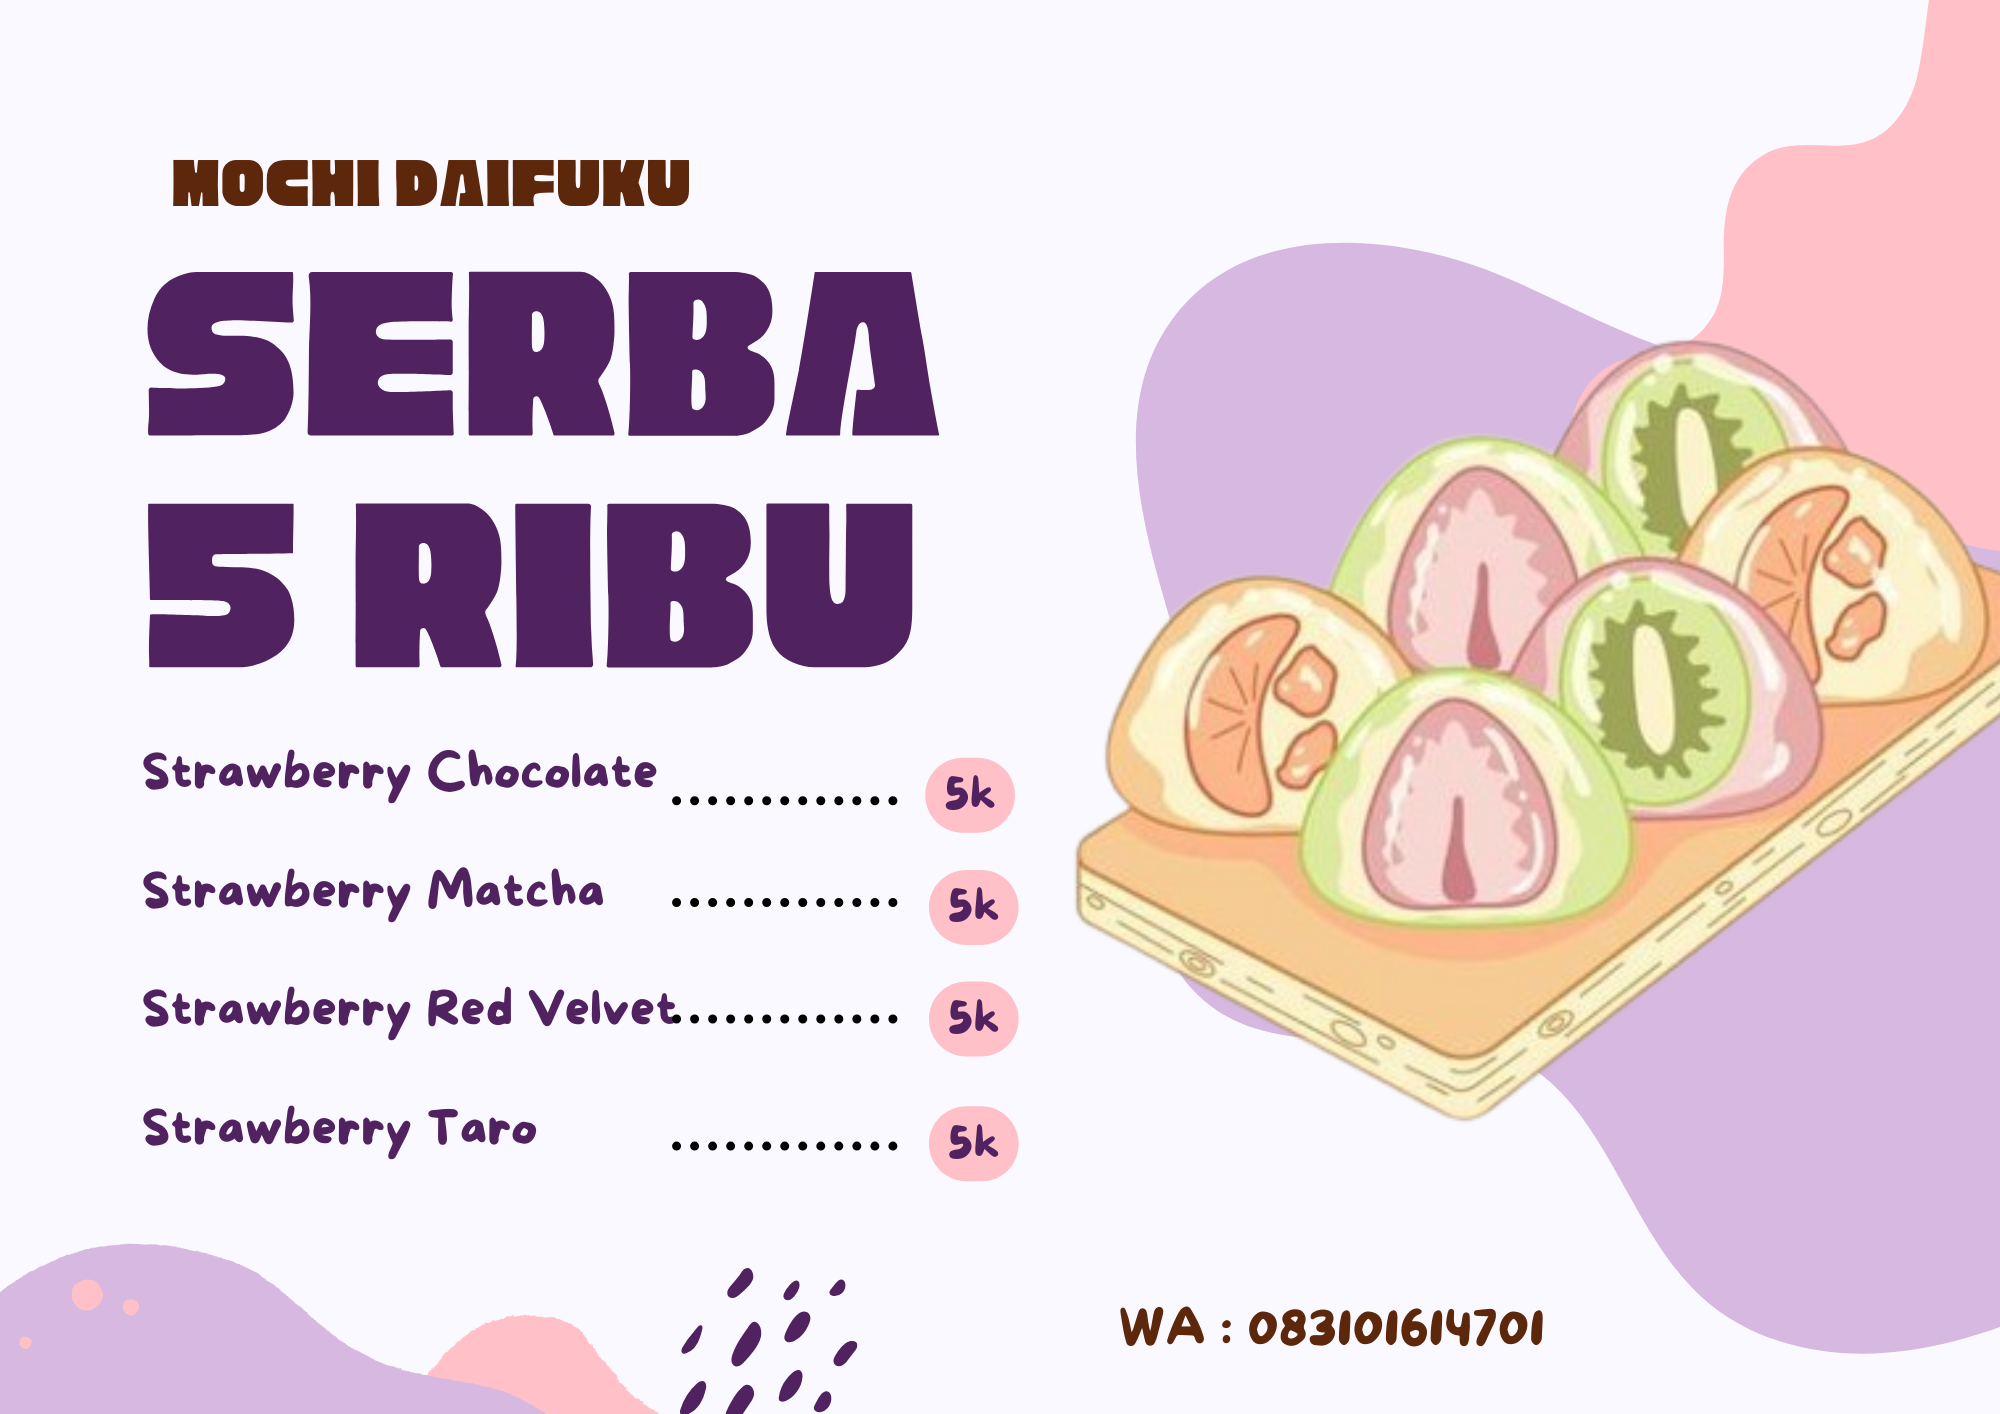 MOCHI DAIFUKU
SERBA
5 RIBU
Strawberry Chocolate ............. 5k
Strawberry Matcha ............. 5k
Strawberry Red Velvet ............. 5k
Strawberry Taro ............. 5k
WA : 083101614701